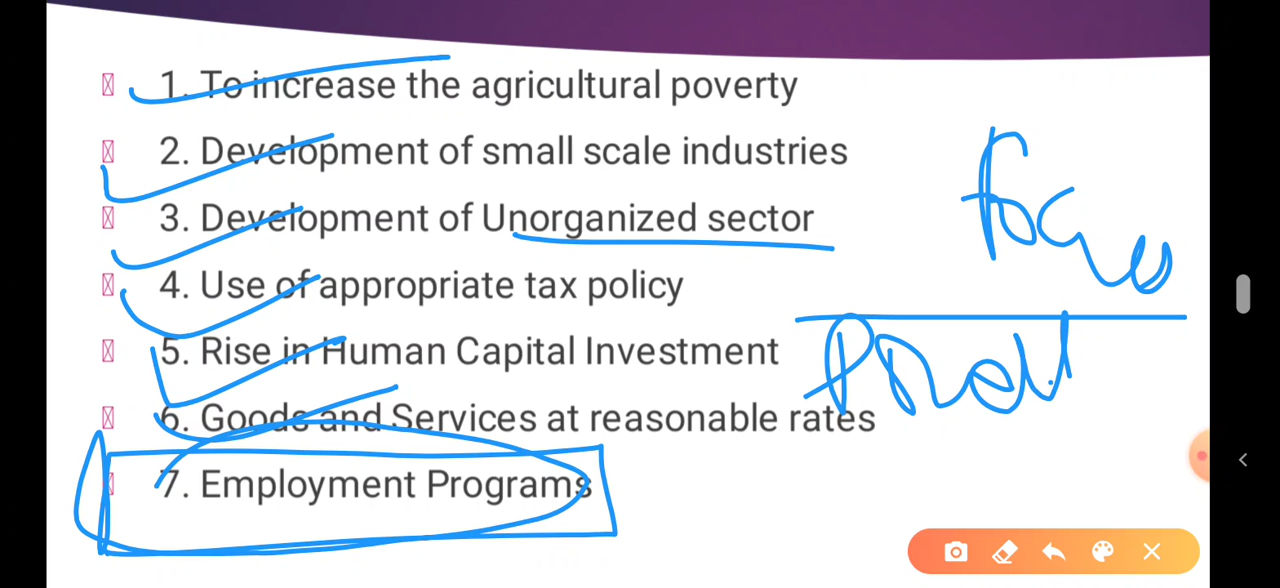 1. To increase the agricultural poverty
2. Development of small scale industries
3. Development of Unorganized sector
4. Use of appropriate tax policy
5. Rise in Human Capital Investment
6. Goods and Services at reasonable rates
7. Employment Programs
focus